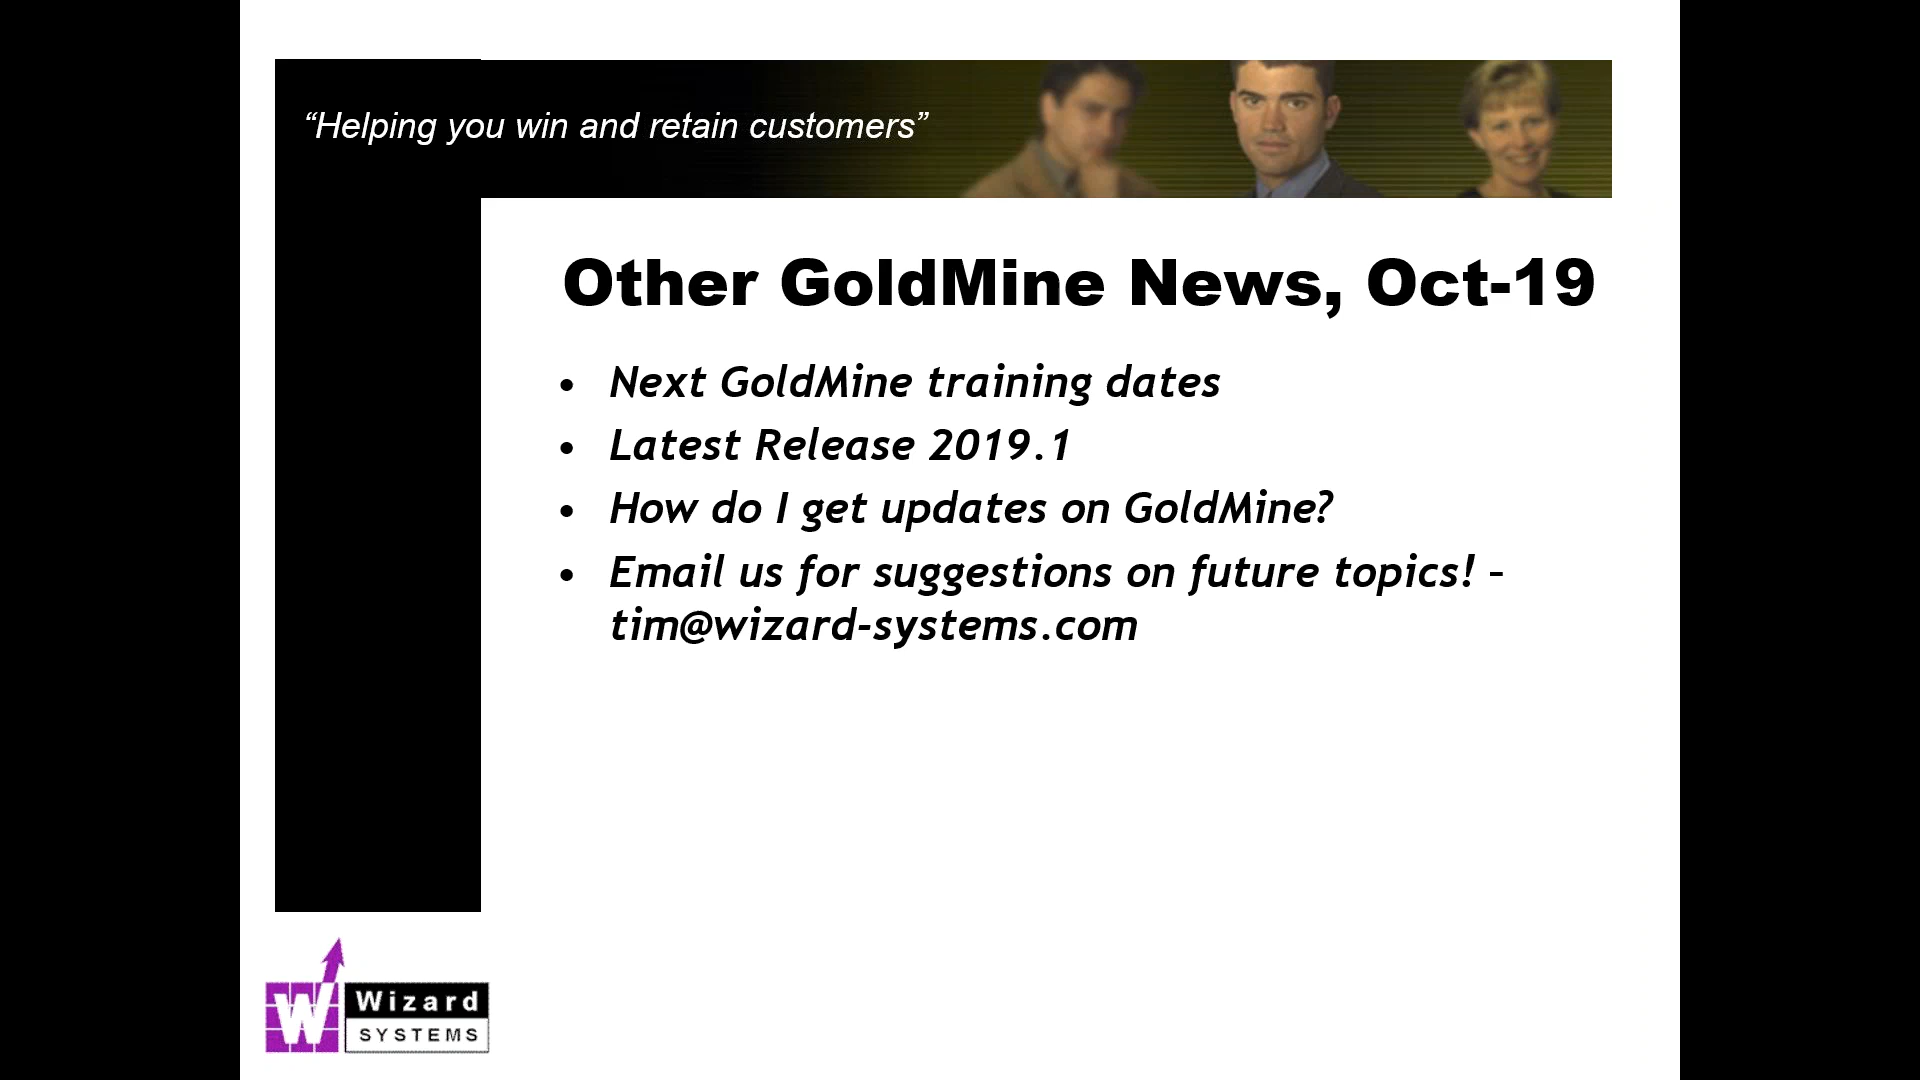 “Helping you win and retain customers”
Other GoldMine News, Oct-19
• Next GoldMine training dates
• Latest Release 2019.1
• How do I get updates on GoldMine?
• Email us for suggestions on future topics! –
tim@wizard-systems.com
W Wizard
SYSTEMS